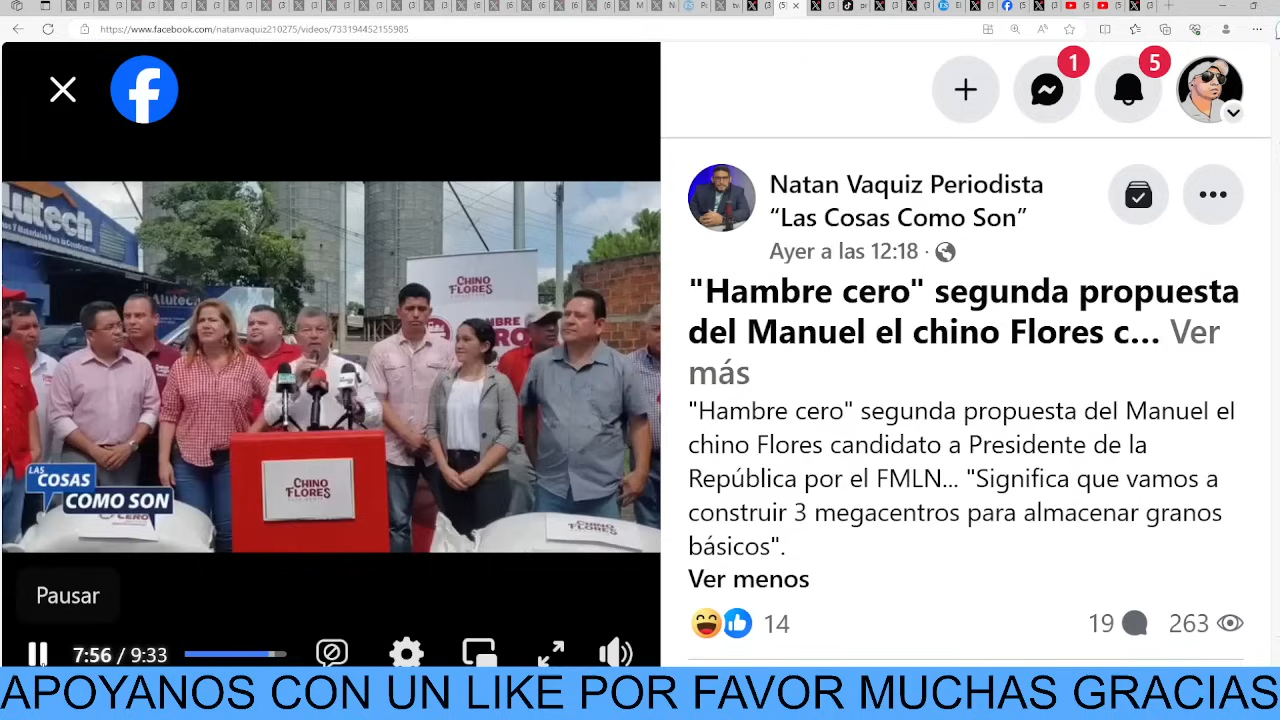 https://www.facebook.com/natanvaquiz210275/videos/733194452155985
1
5
Natan Vaquiz Periodista
“Las Cosas Como Son”
Ayer a las 12:18 ·
"Hambre cero" segunda propuesta
del Manuel el chino Flores c... Ver
más
"Hambre cero" segunda propuesta del Manuel el
chino Flores candidato a Presidente de la
República por el FMLN... "Significa que vamos a
construir 3 megacentros para almacenar granos
básicos".
Ver menos
14
19
263
Alutech
CHINO
FLORES
CHINO
FLORES
LAS
COSAS
COMO SON
CERO
CHINO
FLORES
Pausar
7:56 / 9:33
APOYANOS CON UN LIKE POR FAVOR MUCHAS GRACIAS